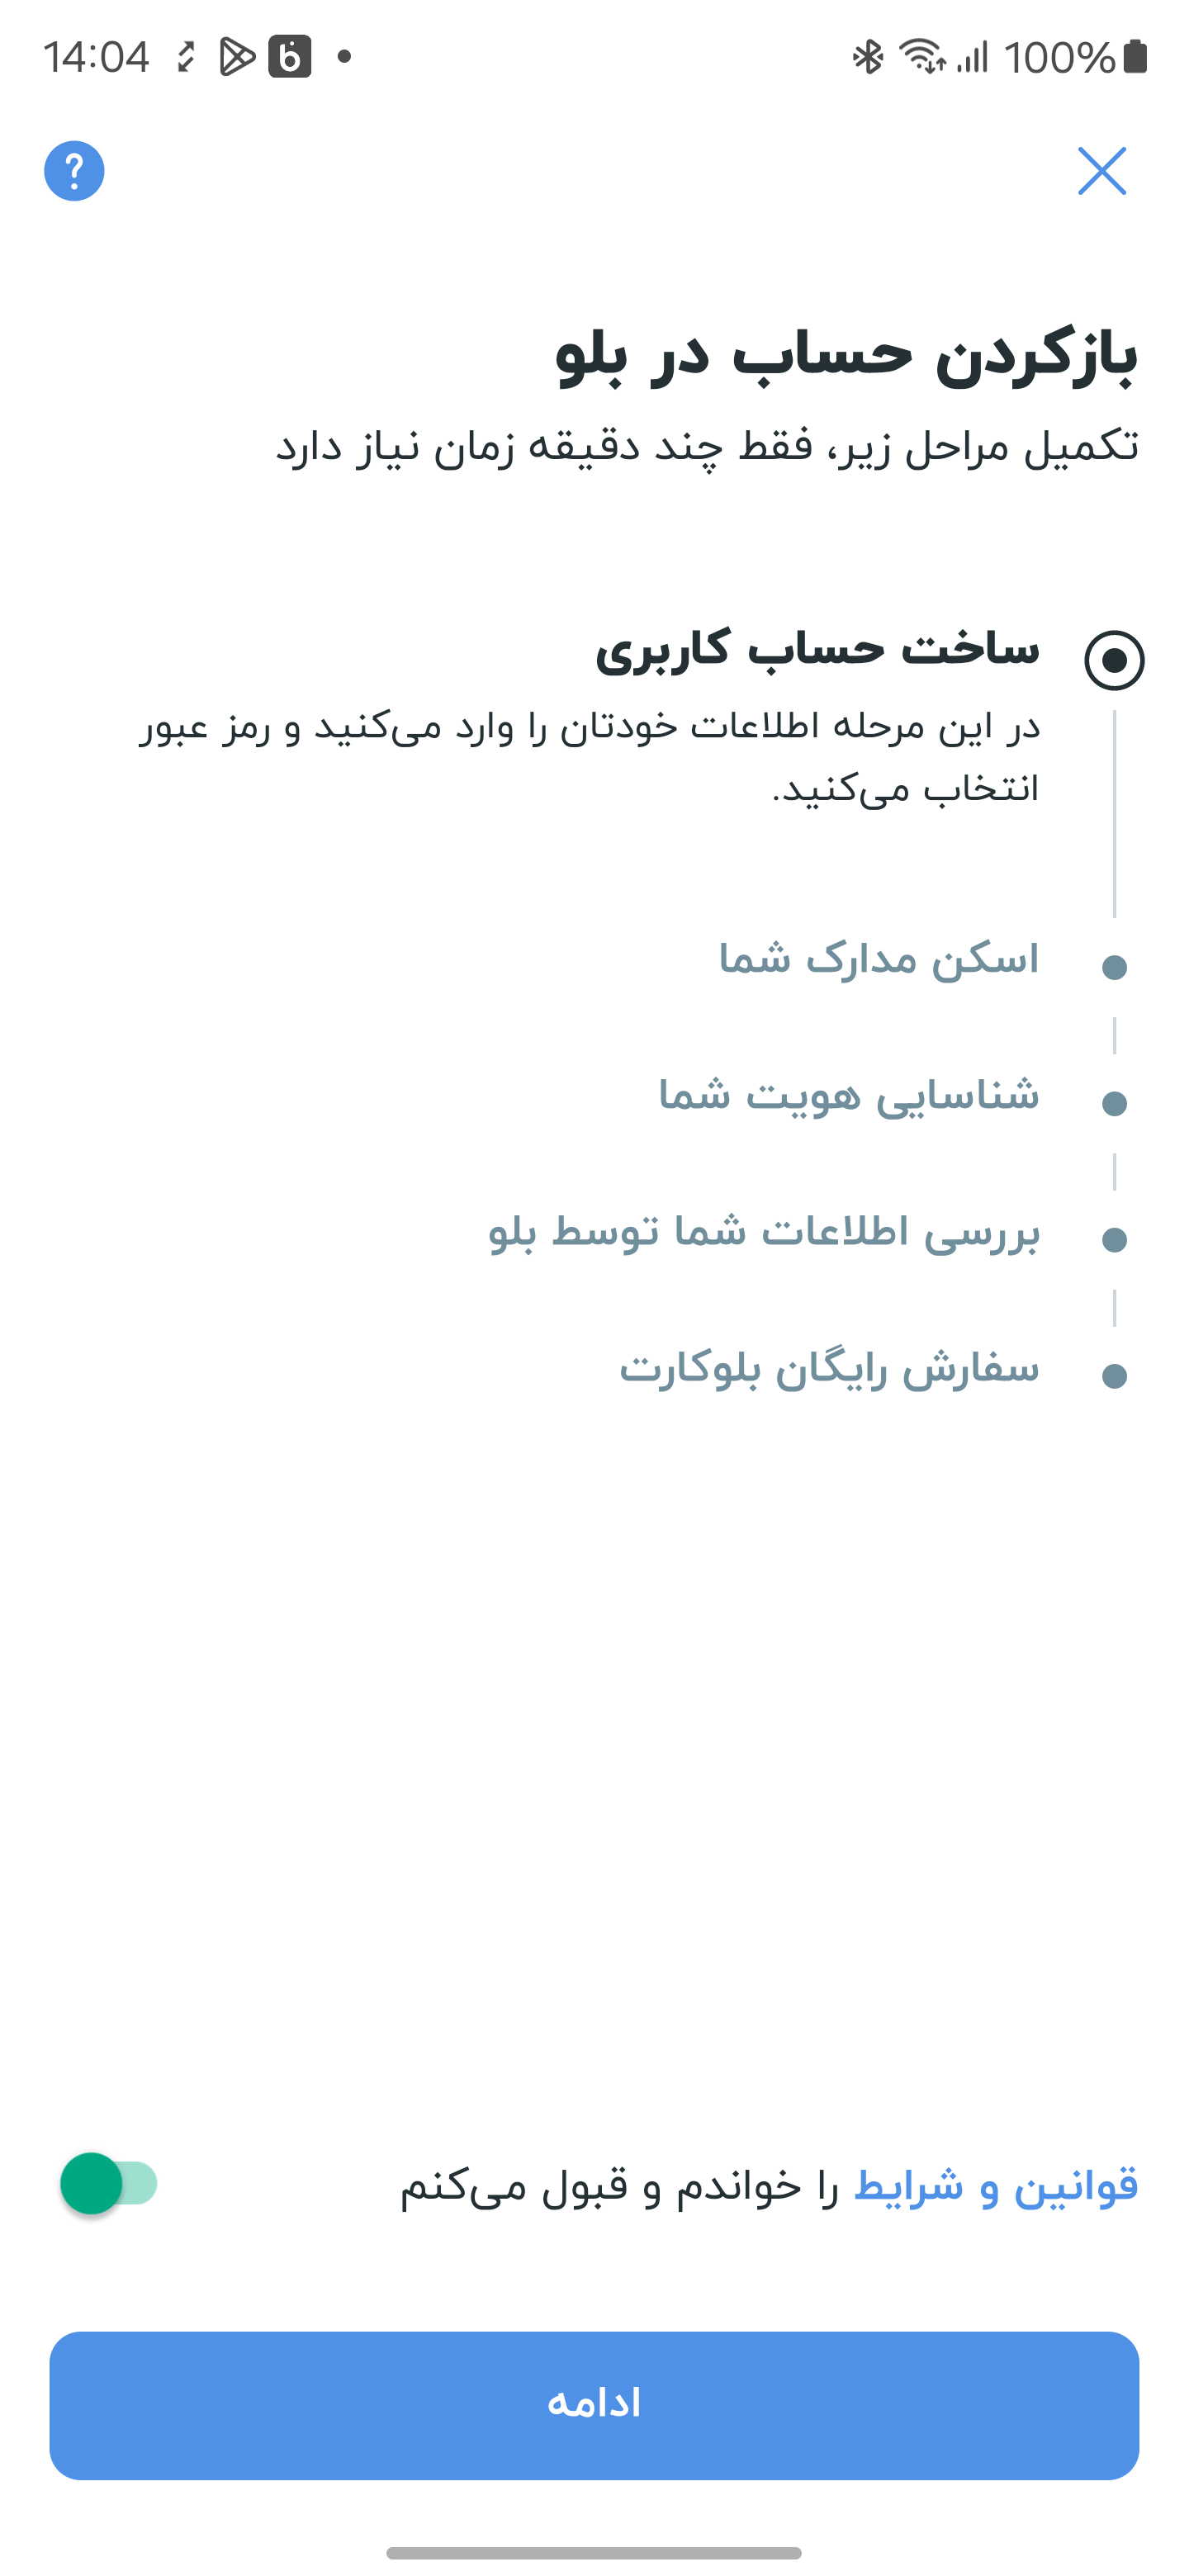 14:04
100%
?
بازکردن حساب در بلو
تکمیل مراحل زیر، فقط چند دقیقه زمان نیاز دارد
ساخت حساب کاربری
در این مرحله اطلاعات خودتان را وارد می‌کنید و رمز عبور
انتخاب می‌کنید.
اسکن مدارک شما
شناسایی هویت شما
بررسی اطلاعات شما توسط بلو
سفارش رایگان بلوکارت
قوانین و شرایط را خواندم و قبول می‌کنم
ادامه